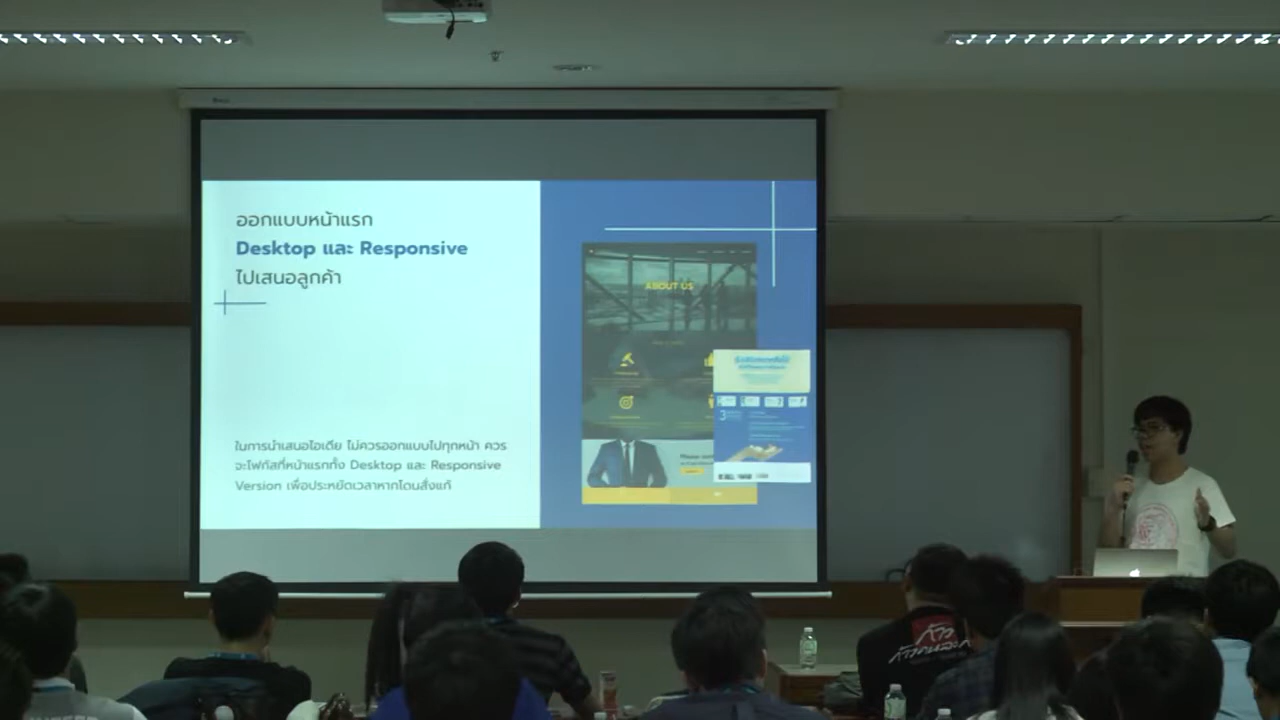 ออกแบบหน้าแรก
Desktop และ Responsive
ไปเสนอลูกค้า
ในการนำเสนอไอเดีย ไม่ควรออกแบบไปทุกหน้า ควร
จะโฟกัสที่หน้าแรกทั้ง Desktop และ Responsive
Version เพื่อประหยัดเวลาหากโดนสั่งแก้
ABOUT US
3
ก้าว